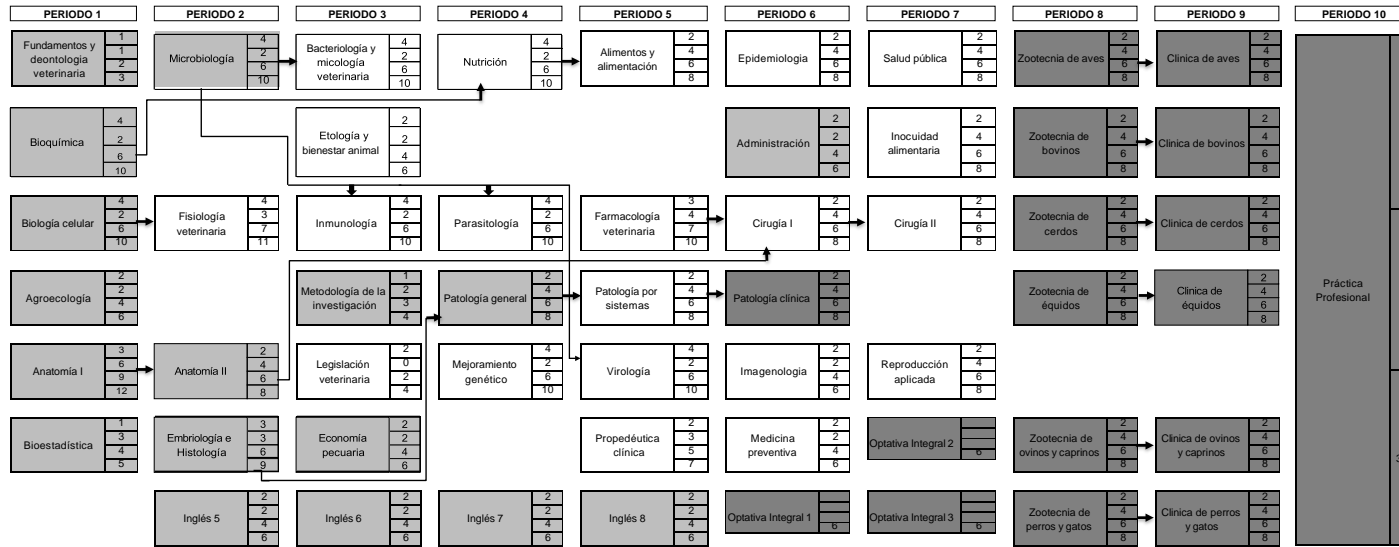 PERIODO 1 PERIODO 2 PERIODO 3 PERIODO 4 PERIODO 5 PERIODO 6 PERIODO 7 PERIODO 8 PERIODO 9 PERIODO 10
Fundamentos y
deontologia
veterinaria
1
1
2
3
Microbiología
4
2
6
10
Bacteriología y
micología
veterinaria
4
2
6
10
Nutrición
4
2
6
10
Alimentos y
alimentación
2
4
6
8
Epidemiologia
2
4
6
8
Salud pública
2
4
6
8
Zootecnia de aves
2
4
6
8
Clinica de aves
2
4
6
8
Bioquímica
4
2
6
10
Etología y
bienestar animal
2
2
4
6
Administración
2
2
4
6
Inocuidad
alimentaria
2
4
6
8
Zootecnia de
bovinos
2
4
6
8
Clinica de bovinos
2
4
6
8
Biología celular
4
2
6
10
Fisiología
veterinaria
4
3
7
11
Inmunología
4
2
6
10
Parasitología
4
2
6
10
Farmacología
veterinaria
3
4
7
10
Cirugía I
2
4
6
8
Cirugía II
2
4
6
8
Zootecnia de
cerdos
2
4
6
8
Clinica de cerdos
2
4
6
8
Agroecología
2
2
4
6
Metodología de la
investigación
1
2
3
4
Patología general
2
4
6
8
Patología por
sistemas
2
4
6
8
Patología clínica
2
4
6
8
Zootecnia de
équidos
2
4
6
8
Clinica de
équidos
2
4
6
8
Práctica
Profesional
Anatomía I
3
6
9
12
Anatomía II
2
4
6
8
Legislación
veterinaria
2
0
2
4
Mejoramiento
genético
4
2
6
10
Virología
4
2
6
10
Imagenologia
2
2
4
6
Reproducción
aplicada
2
4
6
8
Bioestadística
1
3
4
5
Embriología e
Histología
3
3
6
9
Economía
pecuaria
2
2
4
6
Propedéutica
clínica
2
3
5
7
Medicina
preventiva
2
2
4
6
Optativa Integral 2
6
Zootecnia de
ovinos y caprinos
2
4
6
8
Clinica de ovinos
y caprinos
2
4
6
8
Inglés 5
2
2
4
6
Inglés 6
2
2
4
6
Inglés 7
2
2
4
6
Inglés 8
2
2
4
6
Optativa Integral 1
6
Optativa Integral 3
6
Zootecnia de
perros y gatos
2
4
6
8
Clinica de perros
y gatos
2
4
6
8